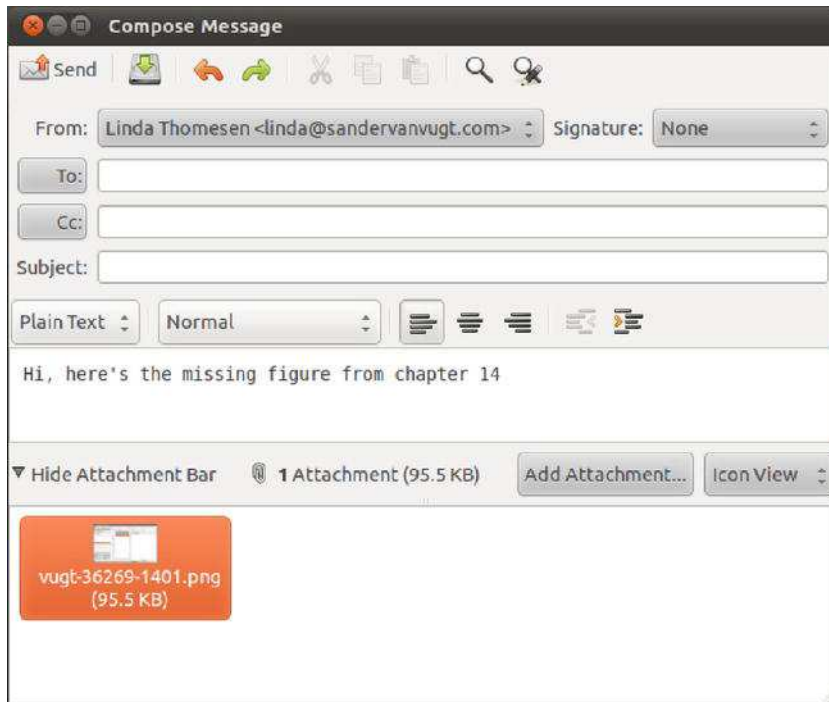 Compose Message
Send
From: Linda Thomesen <linda@sandervanvugt.com> Signature: None
To:
Cc:
Subject:
Plain Text Normal
Hi, here's the missing figure from chapter 14
Hide Attachment Bar 1 Attachment (95.5 KB) Add Attachment... Icon View
vugt-36269-1401.png
(95.5 KB)